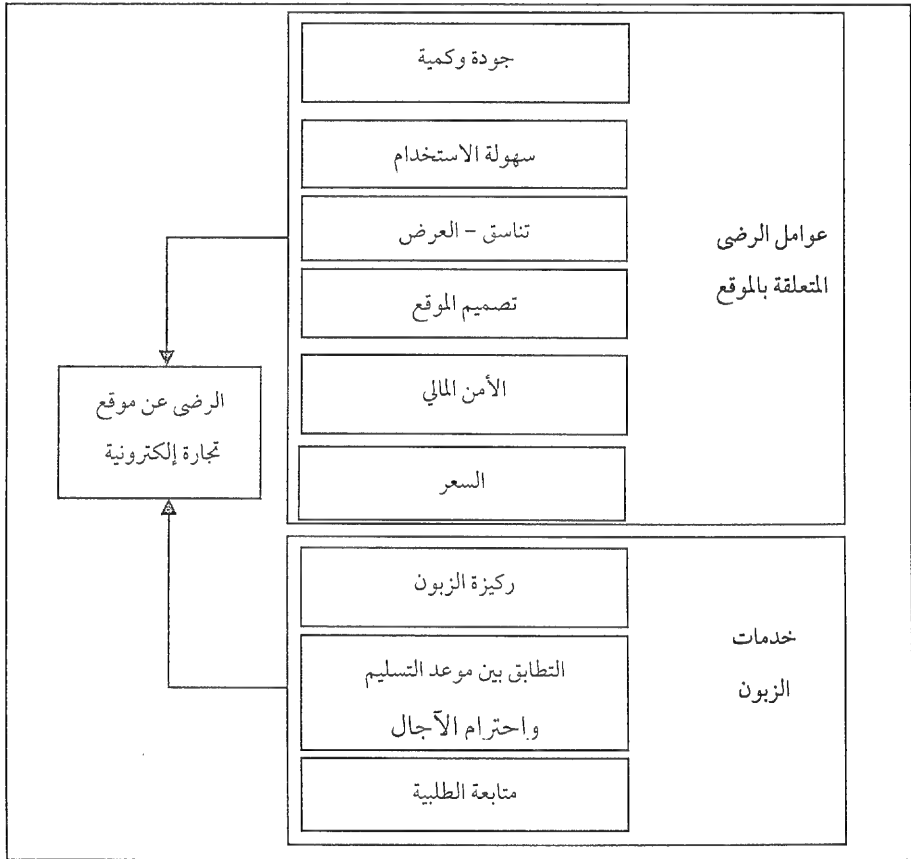 جودة وكمية
سهولة الاستخدام
تناسق – العرض
تصميم الموقع
الأمن المالي
السعر
عوامل الرضى
المتعلقة بالموقع
الرضى عن موقع
تجارة إلكترونية
ركيزة الزبون
التطابق بين موعد التسليم
واحترام الآجال
متابعة الطلبية
خدمات
الزبون